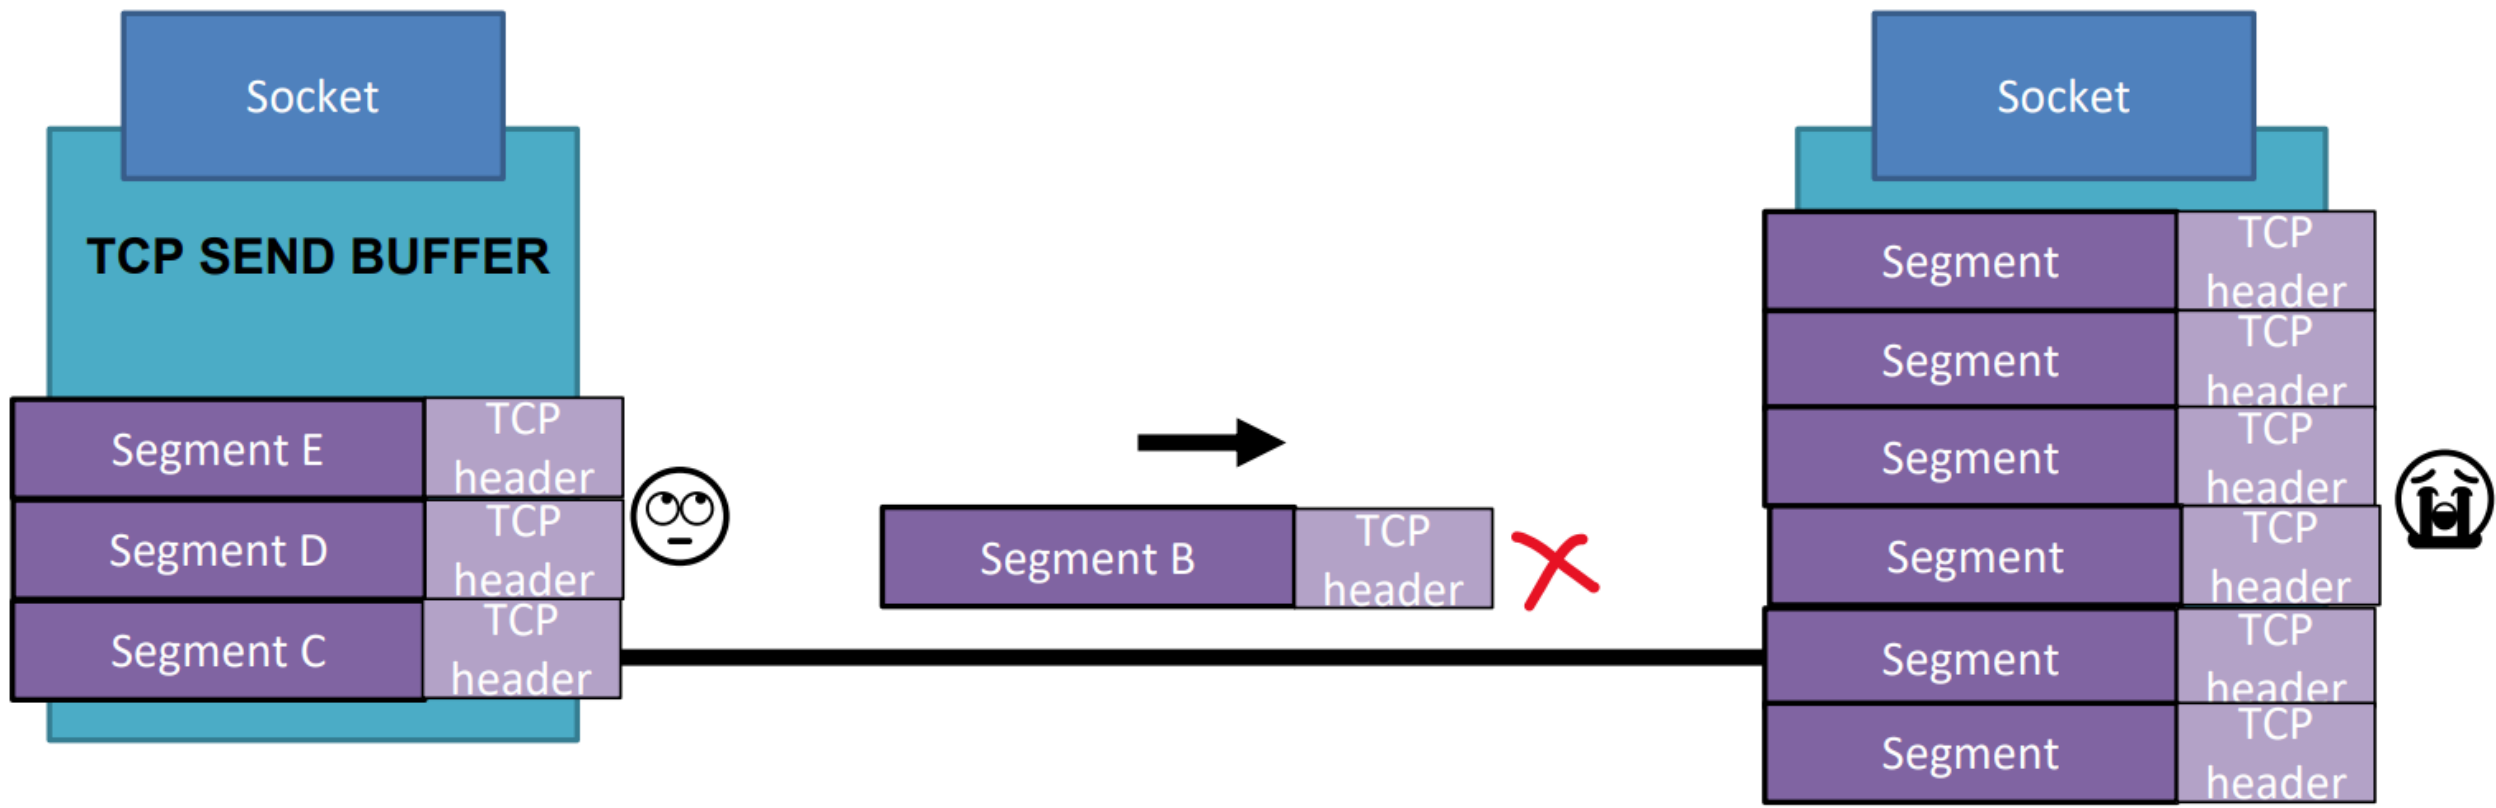 Socket
TCP SEND BUFFER
Segment E
TCP
header
Segment D
TCP
header
Segment C
TCP
header
Segment B
TCP
header
Socket
Segment
TCP
header
Segment
TCP
header
Segment
TCP
header
Segment
TCP
header
Segment
TCP
header
Segment
TCP
header